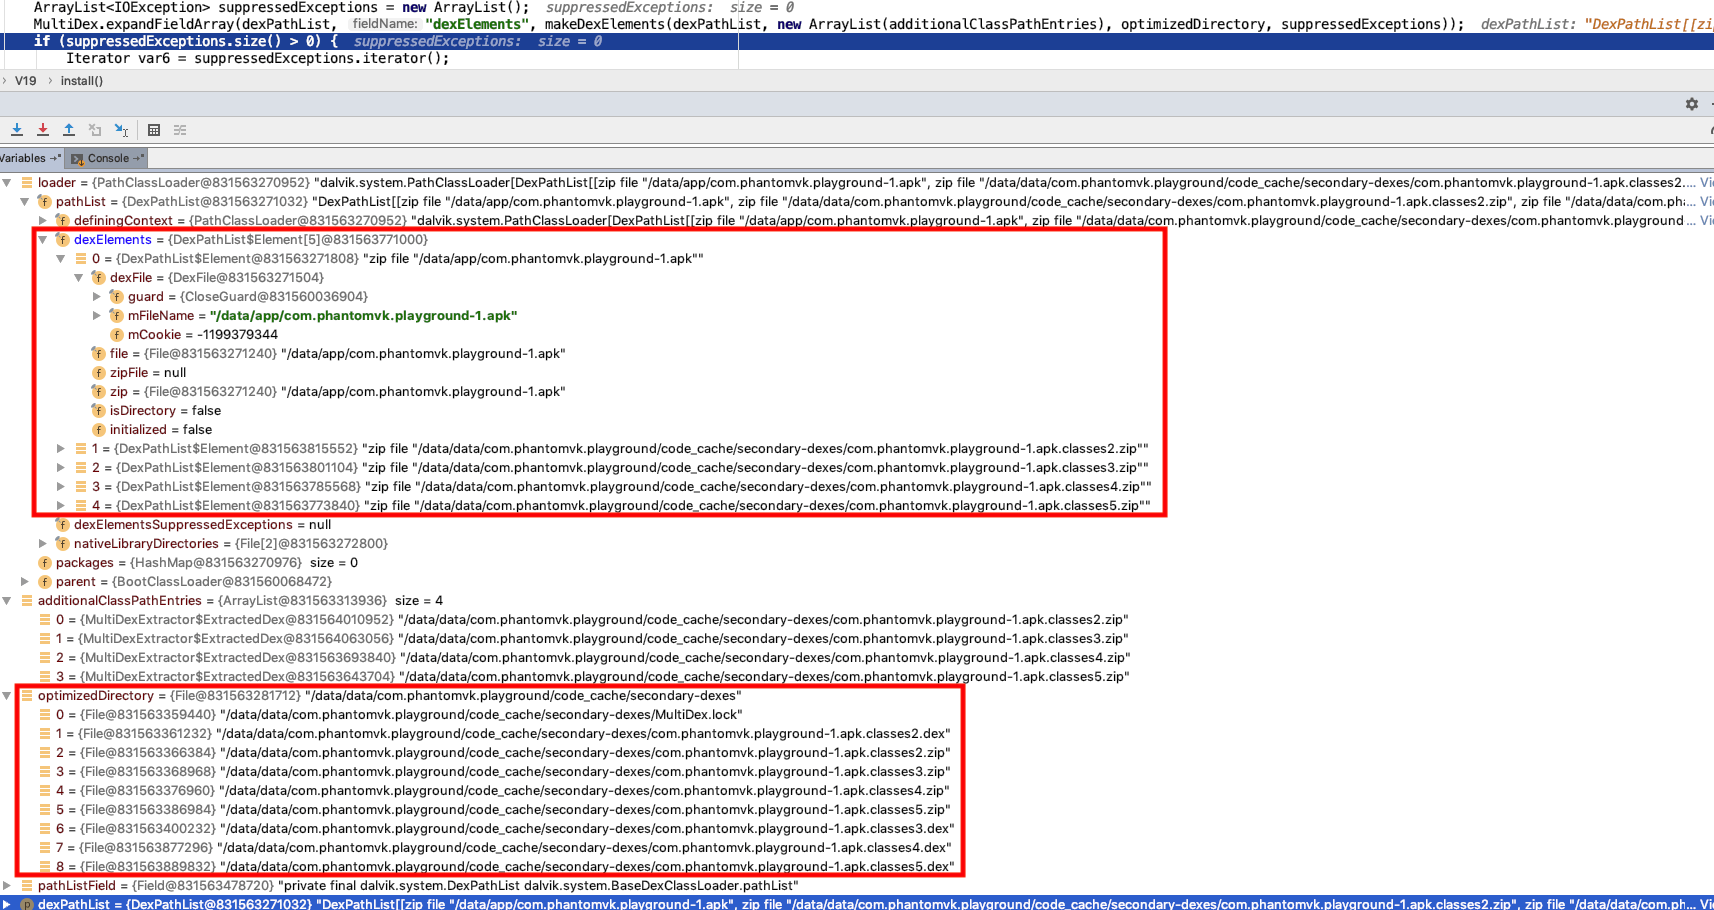 ArrayList<IOException> suppressedExceptions = new ArrayList();  suppressedExceptions:  size = 0
MultiDex.expandFieldArray(dexPathList, fieldName: "dexElements", makeDexElements(dexPathList, new ArrayList(additionalClassPathEntries), optimizedDirectory, suppressedExceptions));  dexPathList: "DexPathList[[zip
if (suppressedExceptions.size() > 0) {  suppressedExceptions:  size = 0
Iterator var6 = suppressedExceptions.iterator();
V19 > install()
Variables Console
loader = {PathClassLoader@831563270952} "dalvik.system.PathClassLoader[DexPathList[[zip file "/data/app/com.phantomvk.playground-1.apk", zip file "/data/data/com.phantomvk.playground/code_cache/secondary-dexes/com.phantomvk.playground-1.apk.classes2.... Vi
pathList = {DexPathList@831563271032} "DexPathList[[zip file "/data/app/com.phantomvk.playground-1.apk", zip file "/data/data/com.phantomvk.playground/code_cache/secondary-dexes/com.phantomvk.playground-1.apk.classes2.zip", zip file "/data/data/com.ph... Vi
definingContext = {PathClassLoader@831563270952} "dalvik.system.PathClassLoader[DexPathList[[zip file "/data/app/com.phantomvk.playground-1.apk", zip file "/data/data/com.phantomvk.playground/code_cache/secondary-dexes/com.phantomvk.playground... Vi
dexElements = {DexPathList$Element[5]@831563771000}
0 = {DexPathList$Element@831563271808} "zip file "/data/app/com.phantomvk.playground-1.apk""
dexFile = {DexFile@831563271504}
guard = {CloseGuard@831560036904}
mFileName = "/data/app/com.phantomvk.playground-1.apk"
mCookie = -1199379344
file = {File@831563271240} "/data/app/com.phantomvk.playground-1.apk"
zipFile = null
zip = {File@831563271240} "/data/app/com.phantomvk.playground-1.apk"
isDirectory = false
initialized = false
1 = {DexPathList$Element@831563815552} "zip file "/data/data/com.phantomvk.playground/code_cache/secondary-dexes/com.phantomvk.playground-1.apk.classes2.zip""
2 = {DexPathList$Element@831563801104} "zip file "/data/data/com.phantomvk.playground/code_cache/secondary-dexes/com.phantomvk.playground-1.apk.classes3.zip""
3 = {DexPathList$Element@831563785568} "zip file "/data/data/com.phantomvk.playground/code_cache/secondary-dexes/com.phantomvk.playground-1.apk.classes4.zip""
4 = {DexPathList$Element@831563773840} "zip file "/data/data/com.phantomvk.playground/code_cache/secondary-dexes/com.phantomvk.playground-1.apk.classes5.zip""
dexElementsSuppressedExceptions = null
nativeLibraryDirectories = {File[2]@831563272800}
packages = {HashMap@831563270976}  size = 0
parent = {BootClassLoader@831560068472}
additionalClassPathEntries = {ArrayList@831563313936}  size = 4
0 = {MultiDexExtractor$ExtractedDex@831564010952} "/data/data/com.phantomvk.playground/code_cache/secondary-dexes/com.phantomvk.playground-1.apk.classes2.zip"
1 = {MultiDexExtractor$ExtractedDex@831564063056} "/data/data/com.phantomvk.playground/code_cache/secondary-dexes/com.phantomvk.playground-1.apk.classes3.zip"
2 = {MultiDexExtractor$ExtractedDex@831563693840} "/data/data/com.phantomvk.playground/code_cache/secondary-dexes/com.phantomvk.playground-1.apk.classes4.zip"
3 = {MultiDexExtractor$ExtractedDex@831563643704} "/data/data/com.phantomvk.playground/code_cache/secondary-dexes/com.phantomvk.playground-1.apk.classes5.zip"
optimizedDirectory = {File@831563281712} "/data/data/com.phantomvk.playground/code_cache/secondary-dexes"
0 = {File@831563359440} "/data/data/com.phantomvk.playground/code_cache/secondary-dexes/MultiDex.lock"
1 = {File@831563361232} "/data/data/com.phantomvk.playground/code_cache/secondary-dexes/com.phantomvk.playground-1.apk.classes2.dex"
2 = {File@831563366384} "/data/data/com.phantomvk.playground/code_cache/secondary-dexes/com.phantomvk.playground-1.apk.classes2.zip"
3 = {File@831563368968} "/data/data/com.phantomvk.playground/code_cache/secondary-dexes/com.phantomvk.playground-1.apk.classes3.zip"
4 = {File@831563376960} "/data/data/com.phantomvk.playground/code_cache/secondary-dexes/com.phantomvk.playground-1.apk.classes4.zip"
5 = {File@831563386984} "/data/data/com.phantomvk.playground/code_cache/secondary-dexes/com.phantomvk.playground-1.apk.classes5.zip"
6 = {File@831563400232} "/data/data/com.phantomvk.playground/code_cache/secondary-dexes/com.phantomvk.playground-1.apk.classes3.dex"
7 = {File@831563877296} "/data/data/com.phantomvk.playground/code_cache/secondary-dexes/com.phantomvk.playground-1.apk.classes4.dex"
8 = {File@831563889832} "/data/data/com.phantomvk.playground/code_cache/secondary-dexes/com.phantomvk.playground-1.apk.classes5.dex"
pathListField = {Field@831563478720} "private final dalvik.system.DexPathList dalvik.system.BaseDexClassLoader.pathList"
dexPathList = {DexPathList@831563271032} "DexPathList[[zip file "/data/app/com.phantomvk.playground-1.apk", zip file "/data/data/com.phantomvk.playground/code_cache/secondary-dexes/com.phantomvk.playground-1.apk.classes2.zip", zip file "/data/data/com.ph... Vi